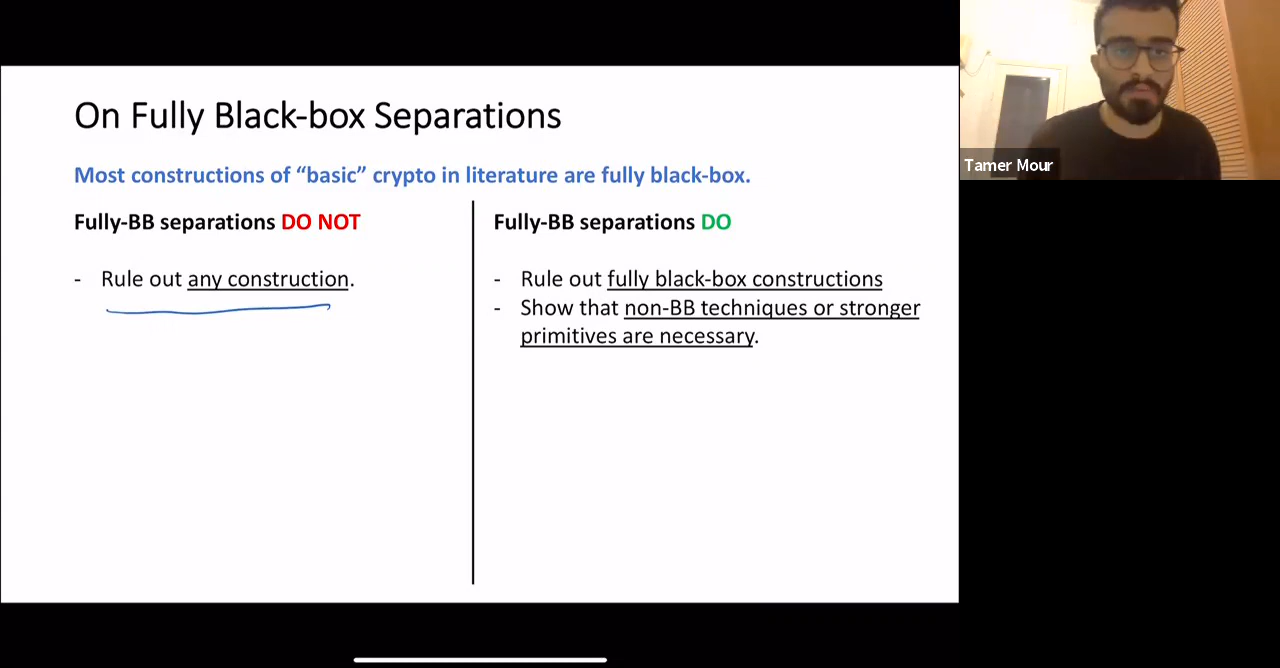 On Fully Black-box Separations
Most constructions of “basic” crypto in literature are fully black-box.
Fully-BB separations DO NOT
- Rule out any construction.
Fully-BB separations DO
- Rule out fully black-box constructions
- Show that non-BB techniques or stronger
primitives are necessary.
Tamer Mour